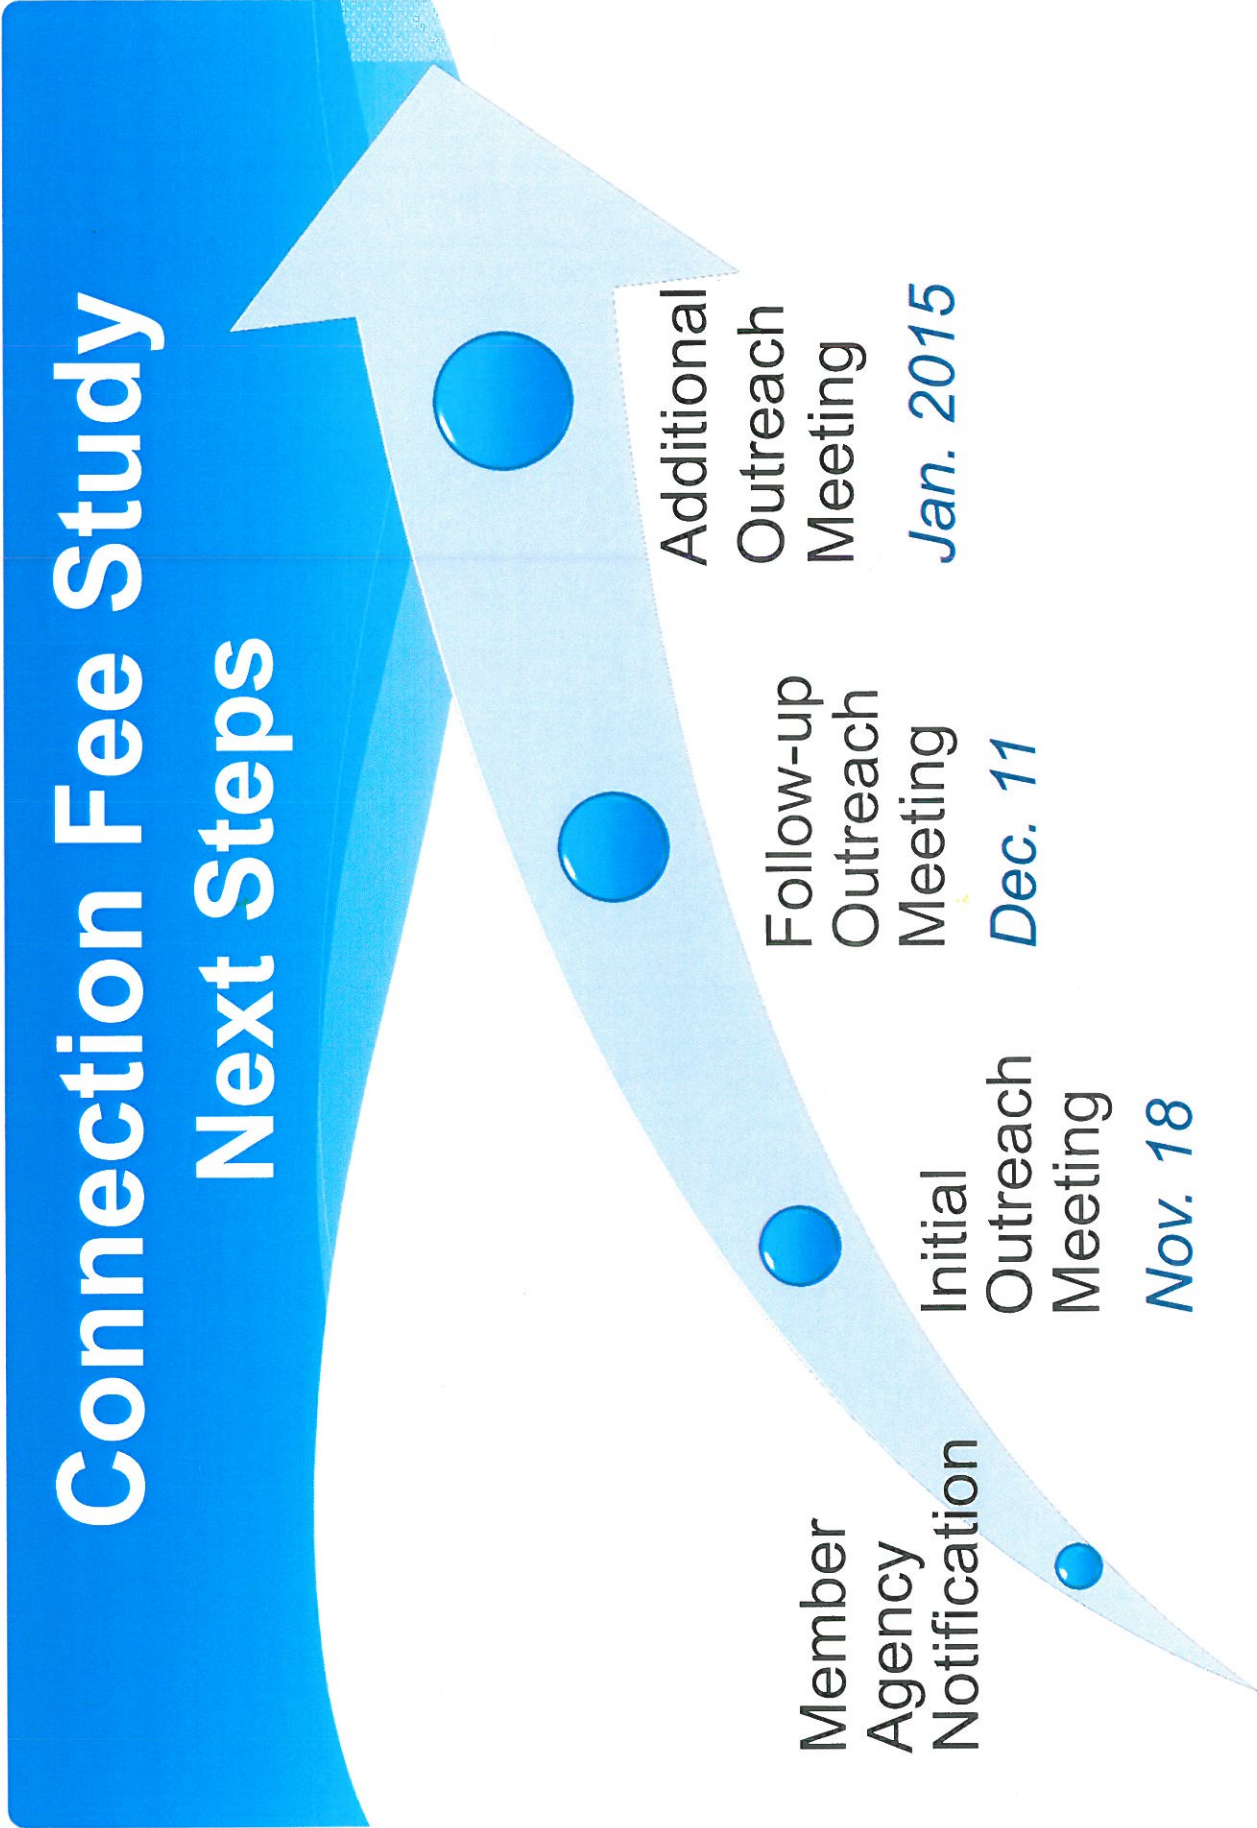 Connection Fee Study
Next Steps
Member
Agency
Notification
Initial
Outreach
Meeting
Nov. 18
Follow-up
Outreach
Meeting
Dec. 11
Additional
Outreach
Meeting
Jan. 2015